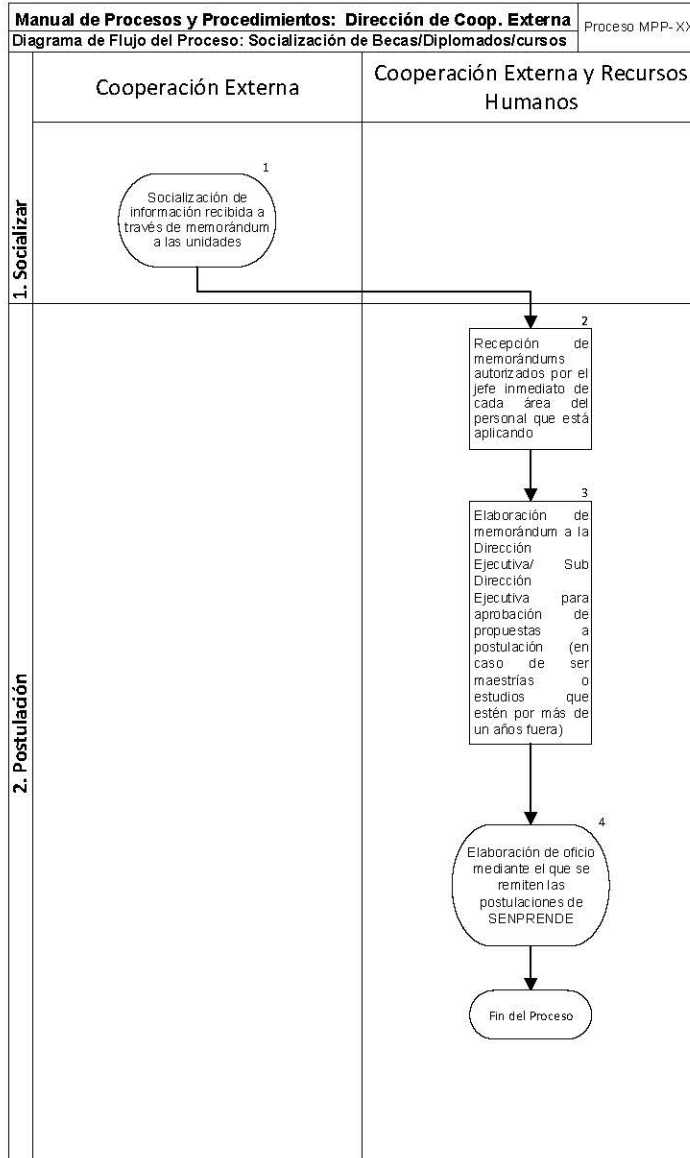 Manual de Procesos y Procedimientos: Dirección de Coop. Externa
Proceso MPP-XX
Diagrama de Flujo del Proceso: Socialización de Becas/Diplomados/cursos
Cooperación Externa
Cooperación Externa y Recursos
Humanos
1. Socializar
1
Socialización de
información recibida a
través de memorándum
a las unidades
2. Postulación
2
Recepción de
memorándums
autorizados por el
jefe inmediato de
cada área del
personal que está
aplicando
3
Elaboración de
memorándum a la
Dirección
Ejecutiva/ Sub
Dirección
Ejecutiva para
aprobación de
propuestas a
postulación (en
caso de ser
maestrías o
estudios que
estén por más de
un años fuera)
4
Elaboración de oficio
mediante el que se
remiten las
postulaciones de
SENPRENDE
Fin del Proceso